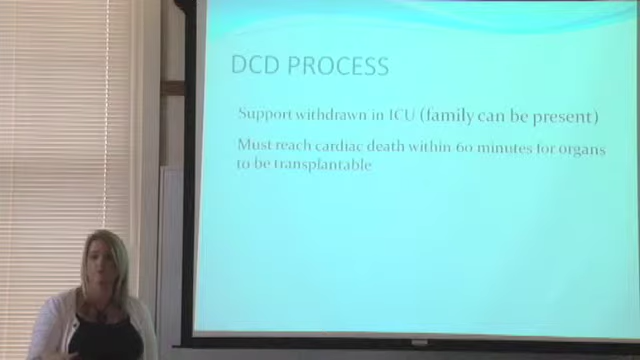 DCD PROCESS
Support withdrawn in ICU (family can be present)
Must reach cardiac death within 60 minutes for organs
to be transplantable